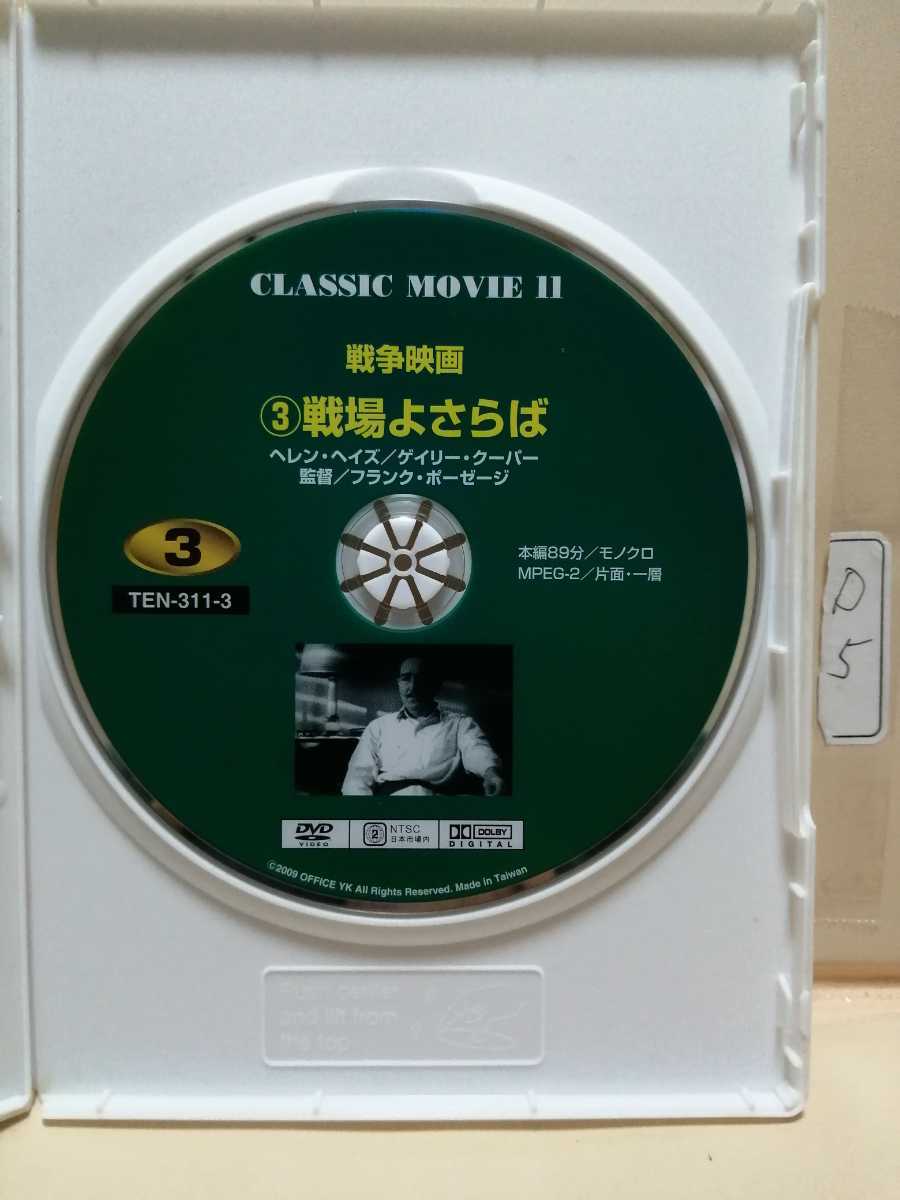 CLASSIC MOVIE 11
戦争映画
③戦場よさらば
ヘレン・ヘイズ/ゲイリー・クーパー
監督/フランク・ボーゼージ
3
TEN-311-3
本編89分/モノクロ
MPEG-2/片面・一層
DVD VIDEO
2 NTSC 日本市場内
DOLBY DIGITAL
©2009 OFFICE YK All Rights Reserved. Made in Taiwan
Push center
and lift from
the top
D
5